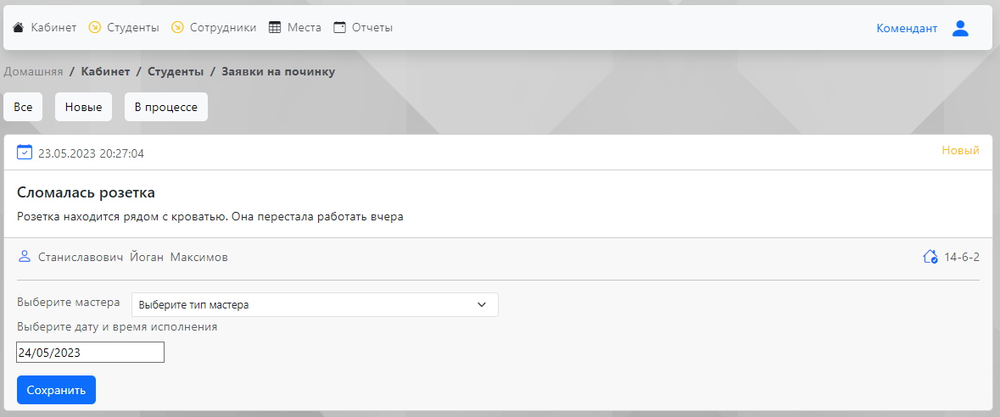 Кабинет Студенты Сотрудники Места Отчеты Комендант
Домашняя / Кабинет / Студенты / Заявки на починку
Все Новые В процессе
23.05.2023 20:27:04 Новый
Сломалась розетка
Розетка находится рядом с кроватью. Она перестала работать вчера
Станиславович Йоган Максимов 14-6-2
Выберите мастера Выберите тип мастера
Выберите дату и время исполнения
24/05/2023
Сохранить